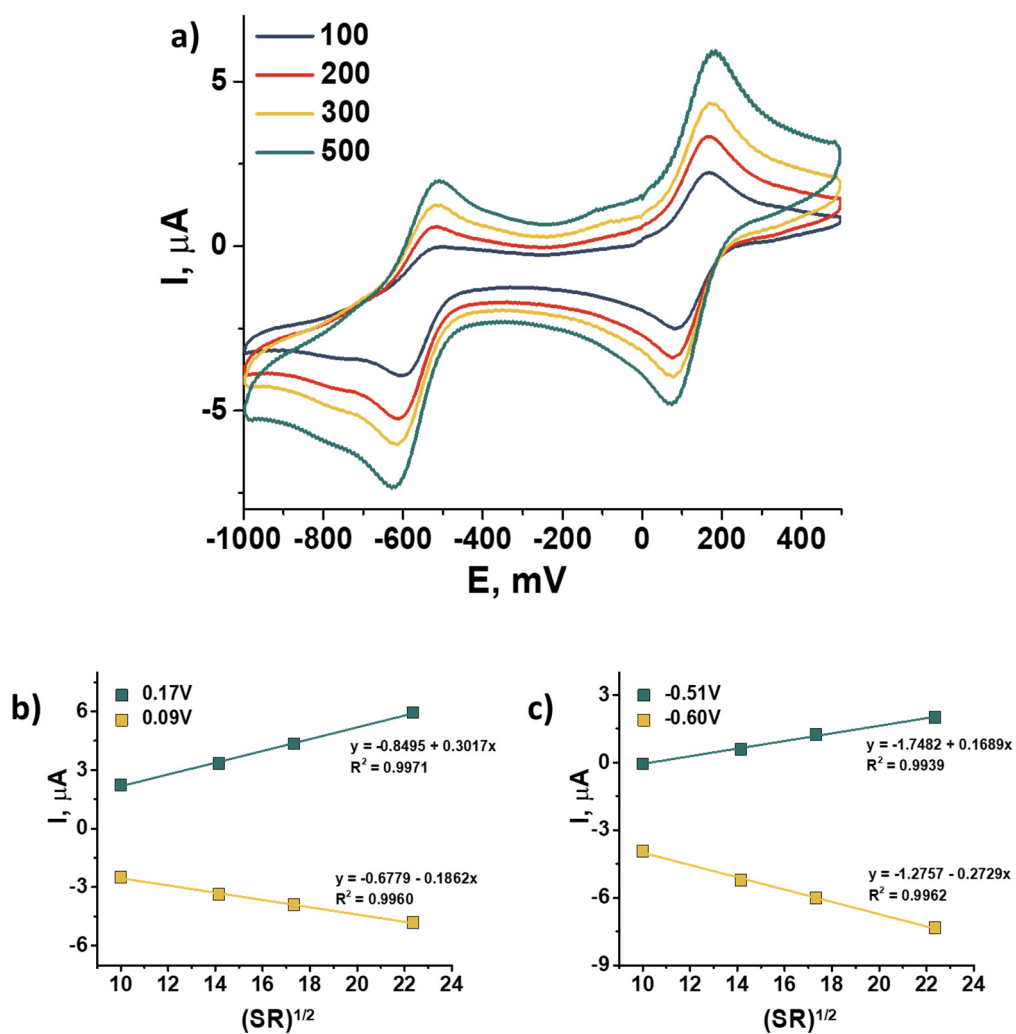 a)
100
200
300
500
5
0
-5
I, μA
-1000 -800 -600 -400 -200 0 200 400
E, mV
b)
0.17V
0.09V
6
3
0
-3
-6
I, μA
y = -0.8495 + 0.3017x
R² = 0.9971
y = -0.6779 - 0.1862x
R² = 0.9960
10 12 14 16 18 20 22 24
(SR)¹/²
c)
-0.51V
-0.60V
3
0
-3
-6
-9
I, μA
y = -1.7482 + 0.1689x
R² = 0.9939
y = -1.2757 - 0.2729x
R² = 0.9962
10 12 14 16 18 20 22 24
(SR)¹/²